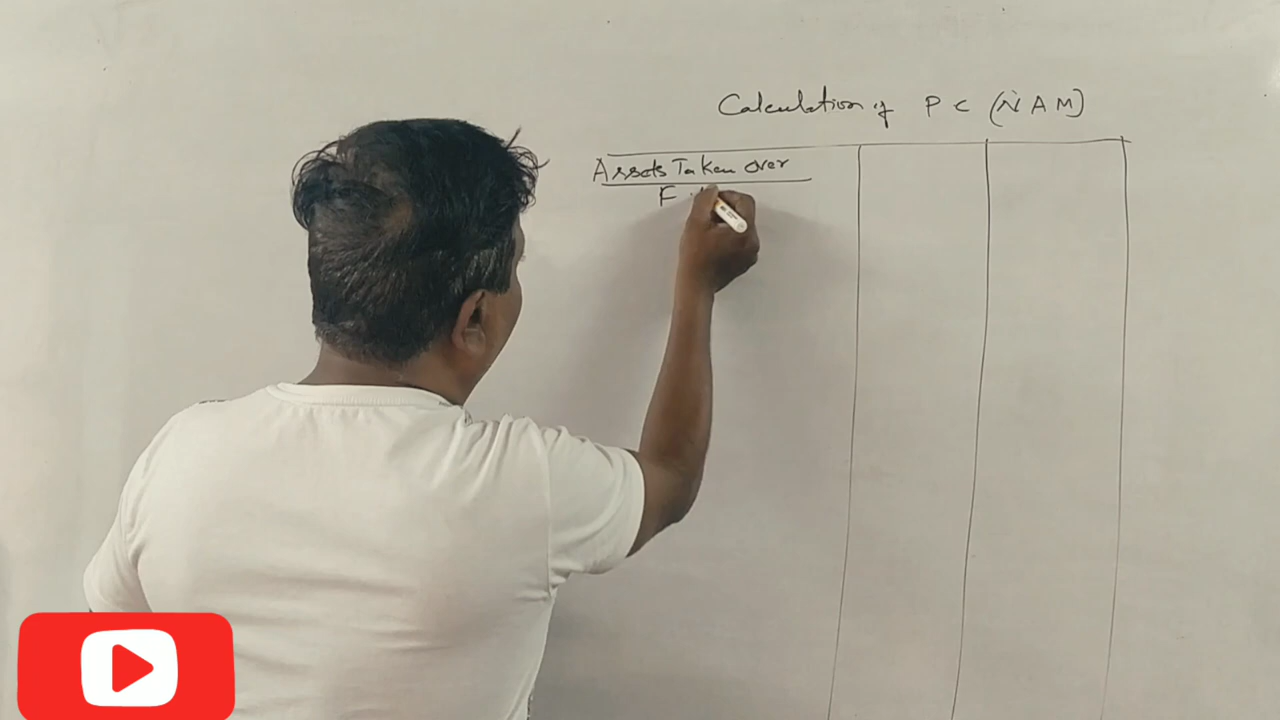 Calculation of P C (N A M)
Assets Taken over
F